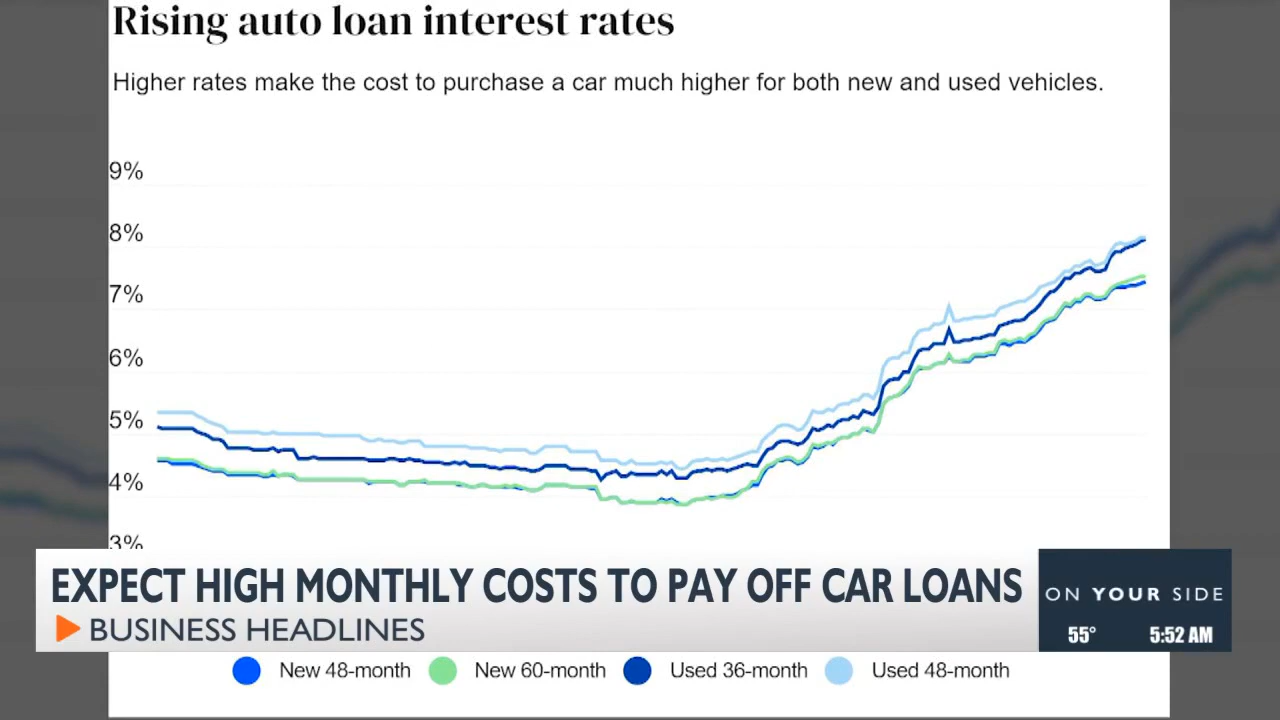 Rising auto loan interest rates
Higher rates make the cost to purchase a car much higher for both new and used vehicles.
9%
8%
7%
6%
5%
4%
3%
EXPECT HIGH MONTHLY COSTS TO PAY OFF CAR LOANS
BUSINESS HEADLINES
ON YOUR SIDE
55° 5:52 AM
New 48-month New 60-month Used 36-month Used 48-month